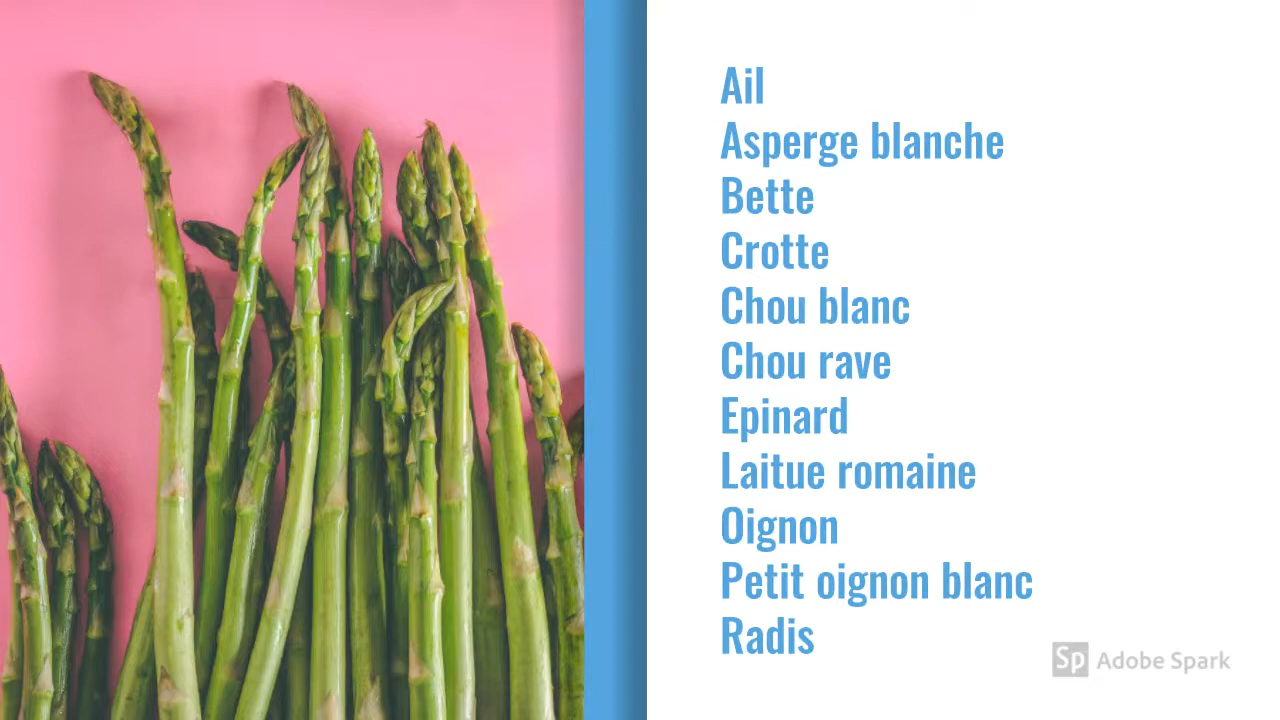 Ail
Asperge blanche
Bette
Crotte
Chou blanc
Chou rave
Epinard
Laitue romaine
Oignon
Petit oignon blanc
Radis
Sp Adobe Spark